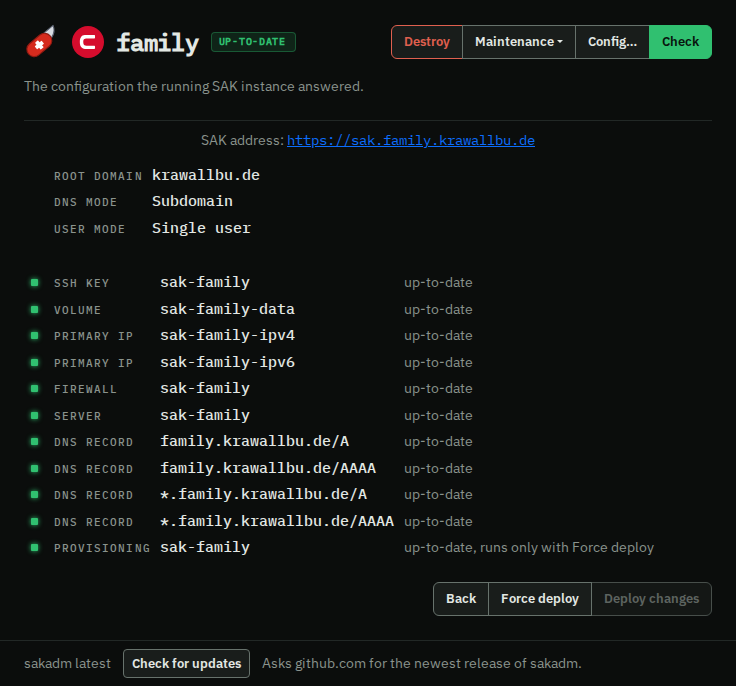 family UP-TO-DATE Destroy Maintenance Config... Check
The configuration the running SAK instance answered.
SAK address: https://sak.family.krawallbu.de
ROOT DOMAIN krawallbu.de
DNS MODE Subdomain
USER MODE Single user
SSH KEY sak-family up-to-date
VOLUME sak-family-data up-to-date
PRIMARY IP sak-family-ipv4 up-to-date
PRIMARY IP sak-family-ipv6 up-to-date
FIREWALL sak-family up-to-date
SERVER sak-family up-to-date
DNS RECORD family.krawallbu.de/A up-to-date
DNS RECORD family.krawallbu.de/AAAA up-to-date
DNS RECORD *.family.krawallbu.de/A up-to-date
DNS RECORD *.family.krawallbu.de/AAAA up-to-date
PROVISIONING sak-family up-to-date, runs only with Force deploy
Back Force deploy Deploy changes
sakadm latest Check for updates Asks github.com for the newest release of sakadm.